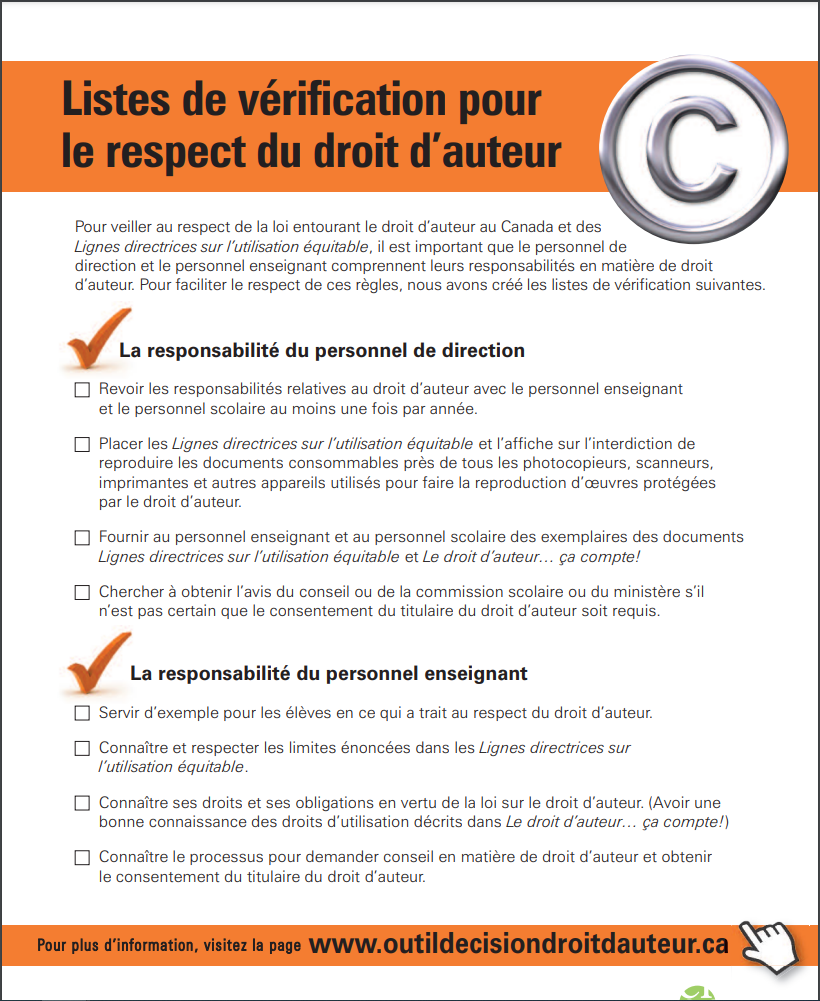 Listes de vérification pour
le respect du droit d’auteur
©
Pour veiller au respect de la loi entourant le droit d’auteur au Canada et des
Lignes directrices sur l’utilisation équitable, il est important que le personnel de
direction et le personnel enseignant comprennent leurs responsabilités en matière de droit
d’auteur. Pour faciliter le respect de ces règles, nous avons créé les listes de vérification suivantes.
La responsabilité du personnel de direction
Revoir les responsabilités relatives au droit d’auteur avec le personnel enseignant
et le personnel scolaire au moins une fois par année.
Placer les Lignes directrices sur l’utilisation équitable et l’affiche sur l’interdiction de
reproduire les documents consommables près de tous les photocopieurs, scanneurs,
imprimantes et autres appareils utilisés pour faire la reproduction d’œuvres protégées
par le droit d’auteur.
Fournir au personnel enseignant et au personnel scolaire des exemplaires des documents
Lignes directrices sur l’utilisation équitable et Le droit d’auteur… ça compte!
Chercher à obtenir l’avis du conseil ou de la commission scolaire ou du ministère s’il
n’est pas certain que le consentement du titulaire du droit d’auteur soit requis.
La responsabilité du personnel enseignant
Servir d’exemple pour les élèves en ce qui a trait au respect du droit d’auteur.
Connaître et respecter les limites énoncées dans les Lignes directrices sur
l’utilisation équitable.
Connaître ses droits et ses obligations en vertu de la loi sur le droit d’auteur. (Avoir une
bonne connaissance des droits d’utilisation décrits dans Le droit d’auteur… ça compte!)
Connaître le processus pour demander conseil en matière de droit d’auteur et obtenir
le consentement du titulaire du droit d’auteur.
Pour plus d’information, visitez la page www.outildecisiondroitdauteur.ca